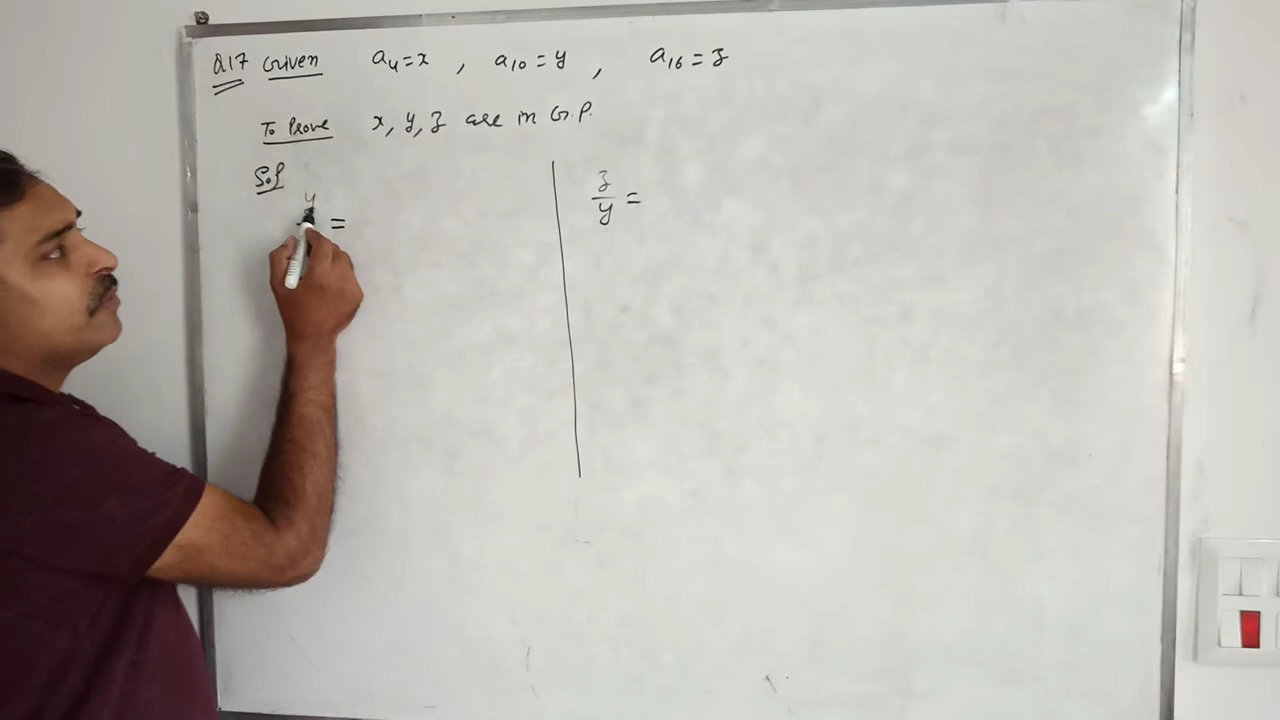 Q17 Given a₄ = x , a₁₀ = y , a₁₆ = z
To Prove x, y, z are in G.P.
Sol
y =
z/y =